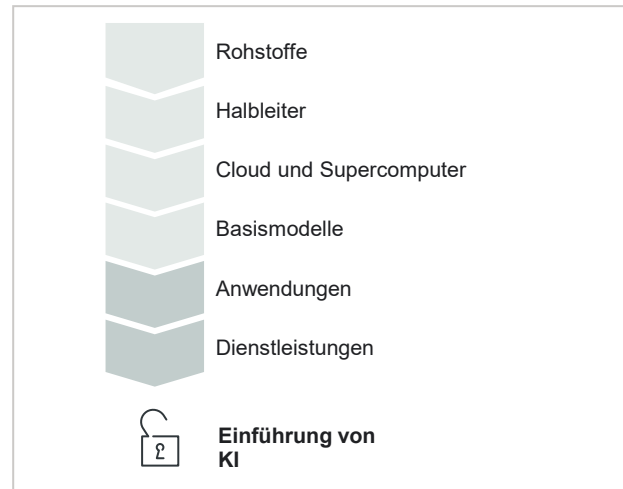 Rohstoffe
Halbleiter
Cloud und Supercomputer
Basismodelle
Anwendungen
Dienstleistungen
Einführung von
KI